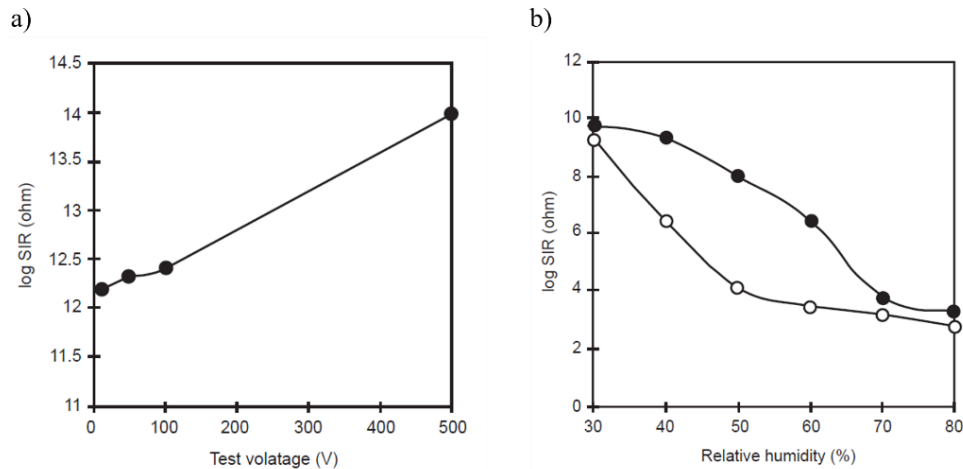 a)
14.5
14
13.5
13
12.5
12
11.5
11
log SIR (ohm)
0 100 200 300 400 500
Test volatage (V)
b)
12
10
8
6
4
2
0
log SIR (ohm)
30 40 50 60 70 80
Relative humidity (%)